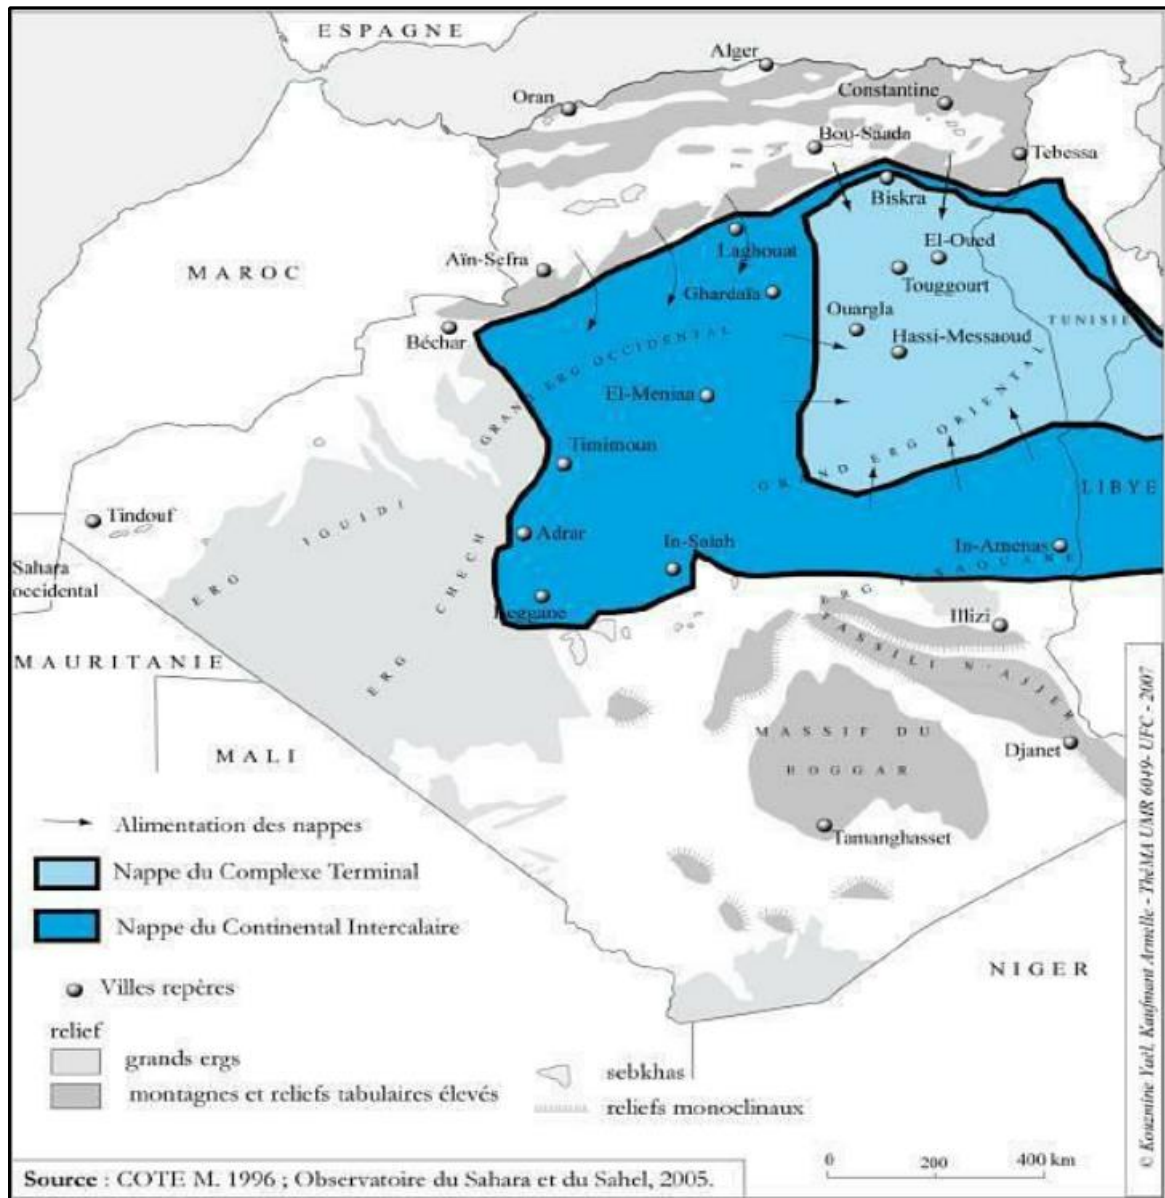 ESPAGNE
Alger
Oran
Constantine
Bou-Saada
Tebessa
Biskra
MAROC
Aïn-Sefra
Laghouat
El-Oued
Ghardaïa
Touggourt
Béchar
Ouargla
TUNISIE
Hassi-Messaoud
GRAND ERG OCCIDENTAL
El-Meniaa
Timimoun
GRAND ERG ORIENTAL
LIBYE
Tindouf
ERG IGUIDI
Adrar
In-Salah
In-Amenas
Sahara
occidental
ERG CHECH
Reggane
ERG
Illizi
TASSILI N'AJJER
MAURITANIE
MASSIF DU
HOGGAR
Djanet
MALI
Tamanghasset
NIGER
Alimentation des nappes
Nappe du Complexe Terminal
Nappe du Continental Intercalaire
Villes repères
relief
grands ergs
montagnes et reliefs tabulaires élevés
sebkhas
reliefs monoclinaux
0 200 400 km
Source : COTE M. 1996 ; Observatoire du Sahara et du Sahel, 2005.
© Kouzmine Yaël, Kaufmant Armelle - ThéMA UMR 6049- UFC - 2007